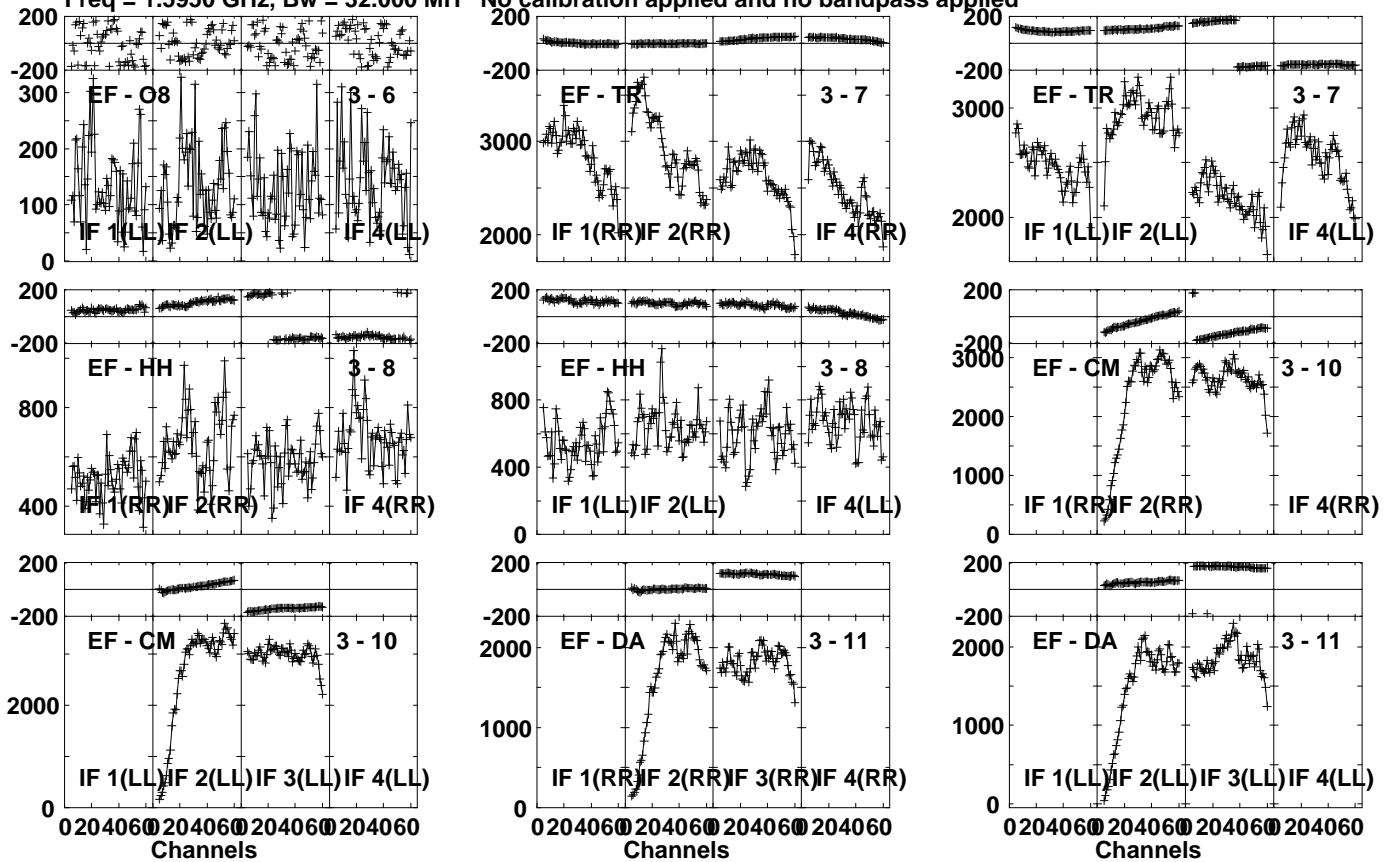 Freq = 1.5950 GHz, Bw = 32.000 MH No calibration applied and no bandpass applied
200
-200
EF - O8 3 - 6
300
200
100
0
IF 1(LL) IF 2(LL) IF 4(LL)
200
-200
EF - TR 3 - 7
3000
2000
IF 1(RR) IF 2(RR) IF 4(RR)
200
-200
EF - TR 3 - 7
3000
2000
IF 1(LL) IF 2(LL) IF 4(LL)
200
-200
EF - HH 3 - 8
800
400
IF 1(RR) IF 2(RR) IF 4(RR)
200
-200
EF - HH 3 - 8
800
400
0
IF 1(LL) IF 2(LL) IF 4(LL)
200
-200
EF - CM 3 - 10
3000
2000
1000
0
IF 1(RR) IF 2(RR) IF 4(RR)
200
-200
EF - CM 3 - 10
2000
0
IF 1(LL) IF 2(LL) IF 3(LL) IF 4(LL)
0 20 40 60 0 20 40 60 0 20 40 60 0 20 40 60
Channels
200
-200
EF - DA 3 - 11
2000
1000
0
IF 1(RR) IF 2(RR) IF 3(RR) IF 4(RR)
0 20 40 60 0 20 40 60 0 20 40 60 0 20 40 60
Channels
200
-200
EF - DA 3 - 11
2000
1000
0
IF 1(LL) IF 2(LL) IF 3(LL) IF 4(LL)
0 20 40 60 0 20 40 60 0 20 40 60 0 20 40 60
Channels